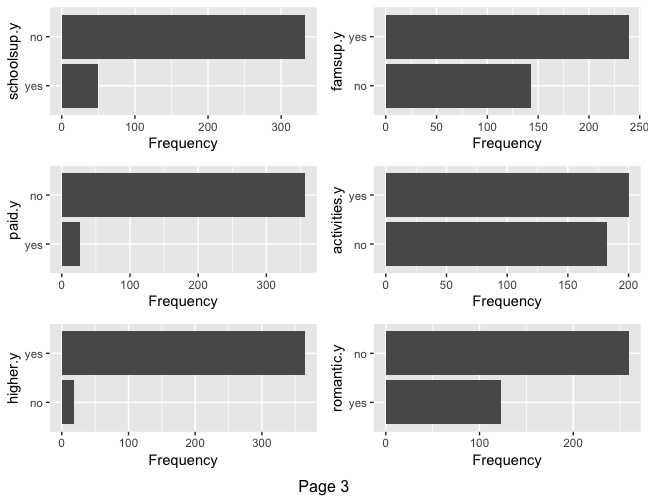 schoolsup.y
no
yes
0 100 200 300
Frequency
famsup.y
yes
no
0 50 100 150 200 250
Frequency
paid.y
no
yes
0 100 200 300
Frequency
activities.y
yes
no
0 50 100 150 200
Frequency
higher.y
yes
no
0 100 200 300
Frequency
romantic.y
no
yes
0 100 200
Frequency
Page 3